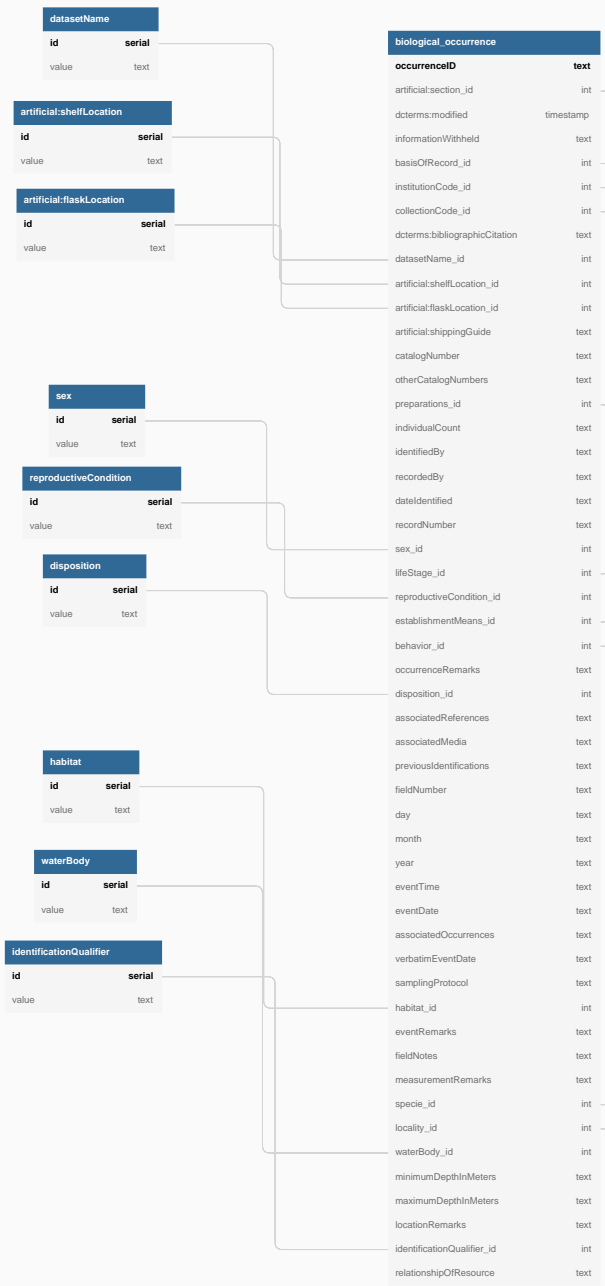 datasetName
id serial
value text
artificial:shelfLocation
id serial
value text
artificial:flaskLocation
id serial
value text
sex
id serial
value text
reproductiveCondition
id serial
value text
disposition
id serial
value text
habitat
id serial
value text
waterBody
id serial
value text
identificationQualifier
id serial
value text
biological_occurrence
occurrenceID text
artificial:section_id int
dcterms:modified timestamp
informationWithheld text
basisOfRecord_id int
institutionCode_id int
collectionCode_id int
dcterms:bibliographicCitation text
datasetName_id int
artificial:shelfLocation_id int
artificial:flaskLocation_id int
artificial:shippingGuide text
catalogNumber text
otherCatalogNumbers text
preparations_id int
individualCount text
identifiedBy text
recordedBy text
dateIdentified text
recordNumber text
sex_id int
lifeStage_id int
reproductiveCondition_id int
establishmentMeans_id int
behavior_id int
occurrenceRemarks text
disposition_id int
associatedReferences text
associatedMedia text
previousIdentifications text
fieldNumber text
day text
month text
year text
eventTime text
eventDate text
associatedOccurrences text
verbatimEventDate text
samplingProtocol text
habitat_id int
eventRemarks text
fieldNotes text
measurementRemarks text
specie_id int
locality_id int
waterBody_id int
minimumDepthInMeters text
maximumDepthInMeters text
locationRemarks text
identificationQualifier_id int
relationshipOfResource text